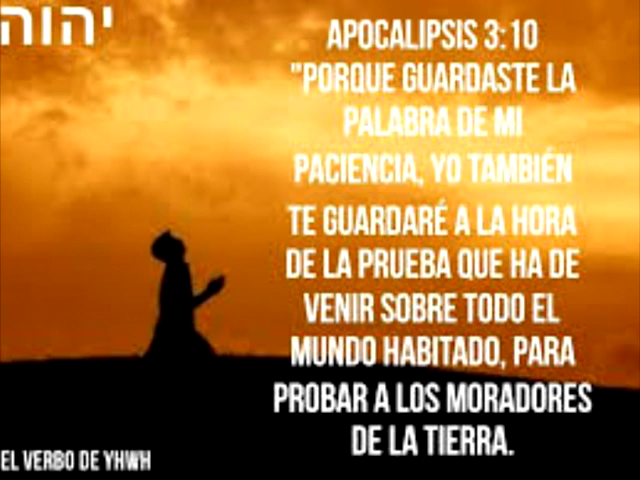 יהוה
APOCALIPSIS 3:10
"PORQUE GUARDASTE LA
PALABRA DE MI
PACIENCIA, YO TAMBIÉN
TE GUARDARÉ A LA HORA
DE LA PRUEBA QUE HA DE
VENIR SOBRE TODO EL
MUNDO HABITADO, PARA
PROBAR A LOS MORADORES
DE LA TIERRA.
EL VERBO DE YHWH